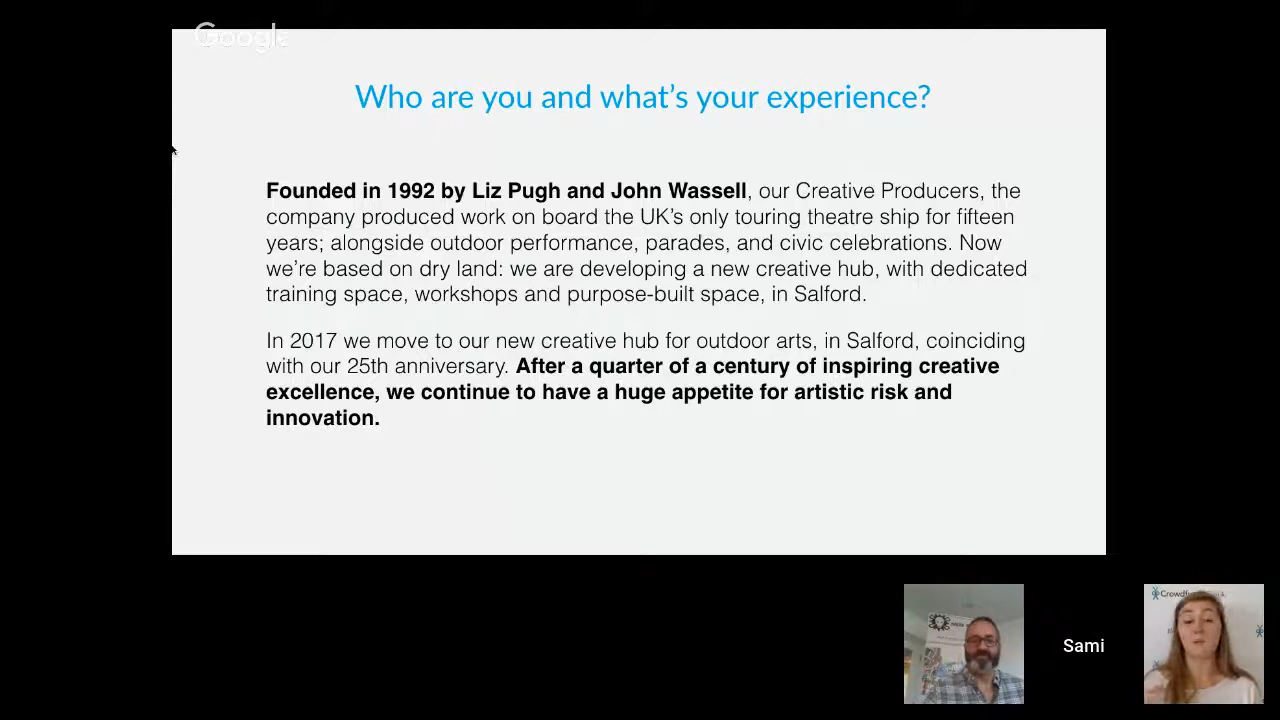 Google
Who are you and what's your experience?
Founded in 1992 by Liz Pugh and John Wassell, our Creative Producers, the
company produced work on board the UK's only touring theatre ship for fifteen
years; alongside outdoor performance, parades, and civic celebrations. Now
we're based on dry land: we are developing a new creative hub, with dedicated
training space, workshops and purpose-built space, in Salford.
In 2017 we move to our new creative hub for outdoor arts, in Salford, coinciding
with our 25th anniversary. After a quarter of a century of inspiring creative
excellence, we continue to have a huge appetite for artistic risk and
innovation.
Sami